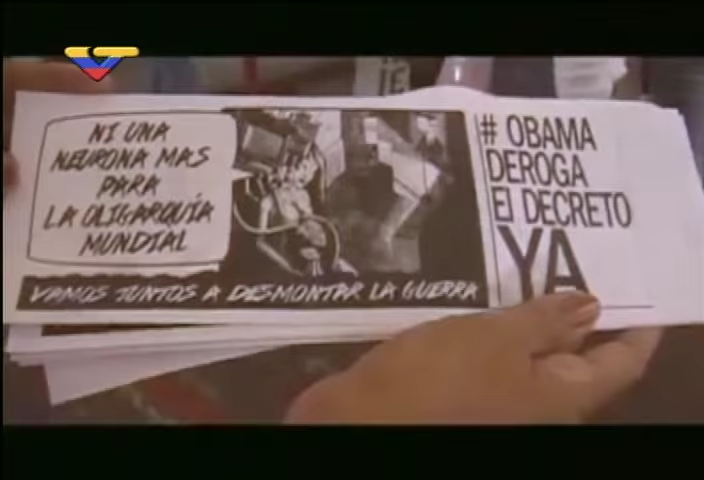 NI UNA
NEURONA MAS
PARA
LA OLIGARQUÍA
MUNDIAL
VAMOS JUNTOS A DESMONTAR LA GUERRA
# OBAMA
DEROGA
El DECRETO
YA